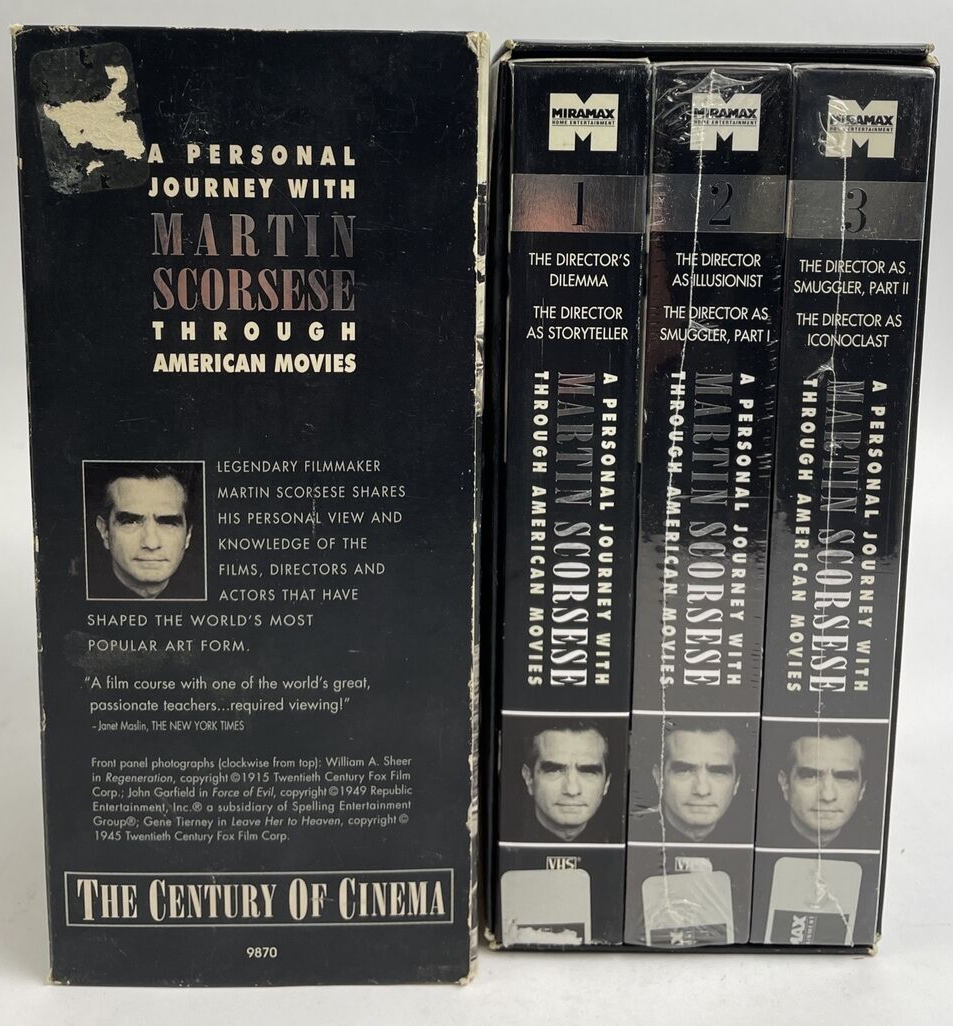 A PERSONAL
JOURNEY WITH
MARTIN
SCORSESE
THROUGH
AMERICAN MOVIES
LEGENDARY FILMMAKER
MARTIN SCORSESE SHARES
HIS PERSONAL VIEW AND
KNOWLEDGE OF THE
FILMS, DIRECTORS AND
ACTORS THAT HAVE
SHAPED THE WORLD'S MOST
POPULAR ART FORM.
"A film course with one of the world's great,
passionate teachers...required viewing!"
- Janet Maslin, THE NEW YORK TIMES
Front panel photographs (clockwise from top): William A. Sheer
in Regeneration, copyright ©1915 Twentieth Century Fox Film
Corp.; John Garfield in Force of Evil, copyright ©1949 Republic
Entertainment, Inc.® a subsidiary of Spelling Entertainment
Group®; Gene Tierney in Leave Her to Heaven, copyright ©
1945 Twentieth Century Fox Film Corp.
THE CENTURY OF CINEMA
9870
MIRAMAX
HOME ENTERTAINMENT
1
THE DIRECTOR'S
DILEMMA
THE DIRECTOR
AS STORYTELLER
A PERSONAL JOURNEY WITH
MARTIN SCORSESE
THROUGH AMERICAN MOVIES
VHS
MIRAMAX
HOME ENTERTAINMENT
2
THE DIRECTOR
AS ILLUSIONIST
THE DIRECTOR AS
SMUGGLER, PART I
A PERSONAL JOURNEY WITH
MARTIN SCORSESE
THROUGH AMERICAN MOVIES
VHS
MIRAMAX
HOME ENTERTAINMENT
3
THE DIRECTOR AS
SMUGGLER, PART II
THE DIRECTOR AS
ICONOCLAST
A PERSONAL JOURNEY WITH
MARTIN SCORSESE
THROUGH AMERICAN MOVIES